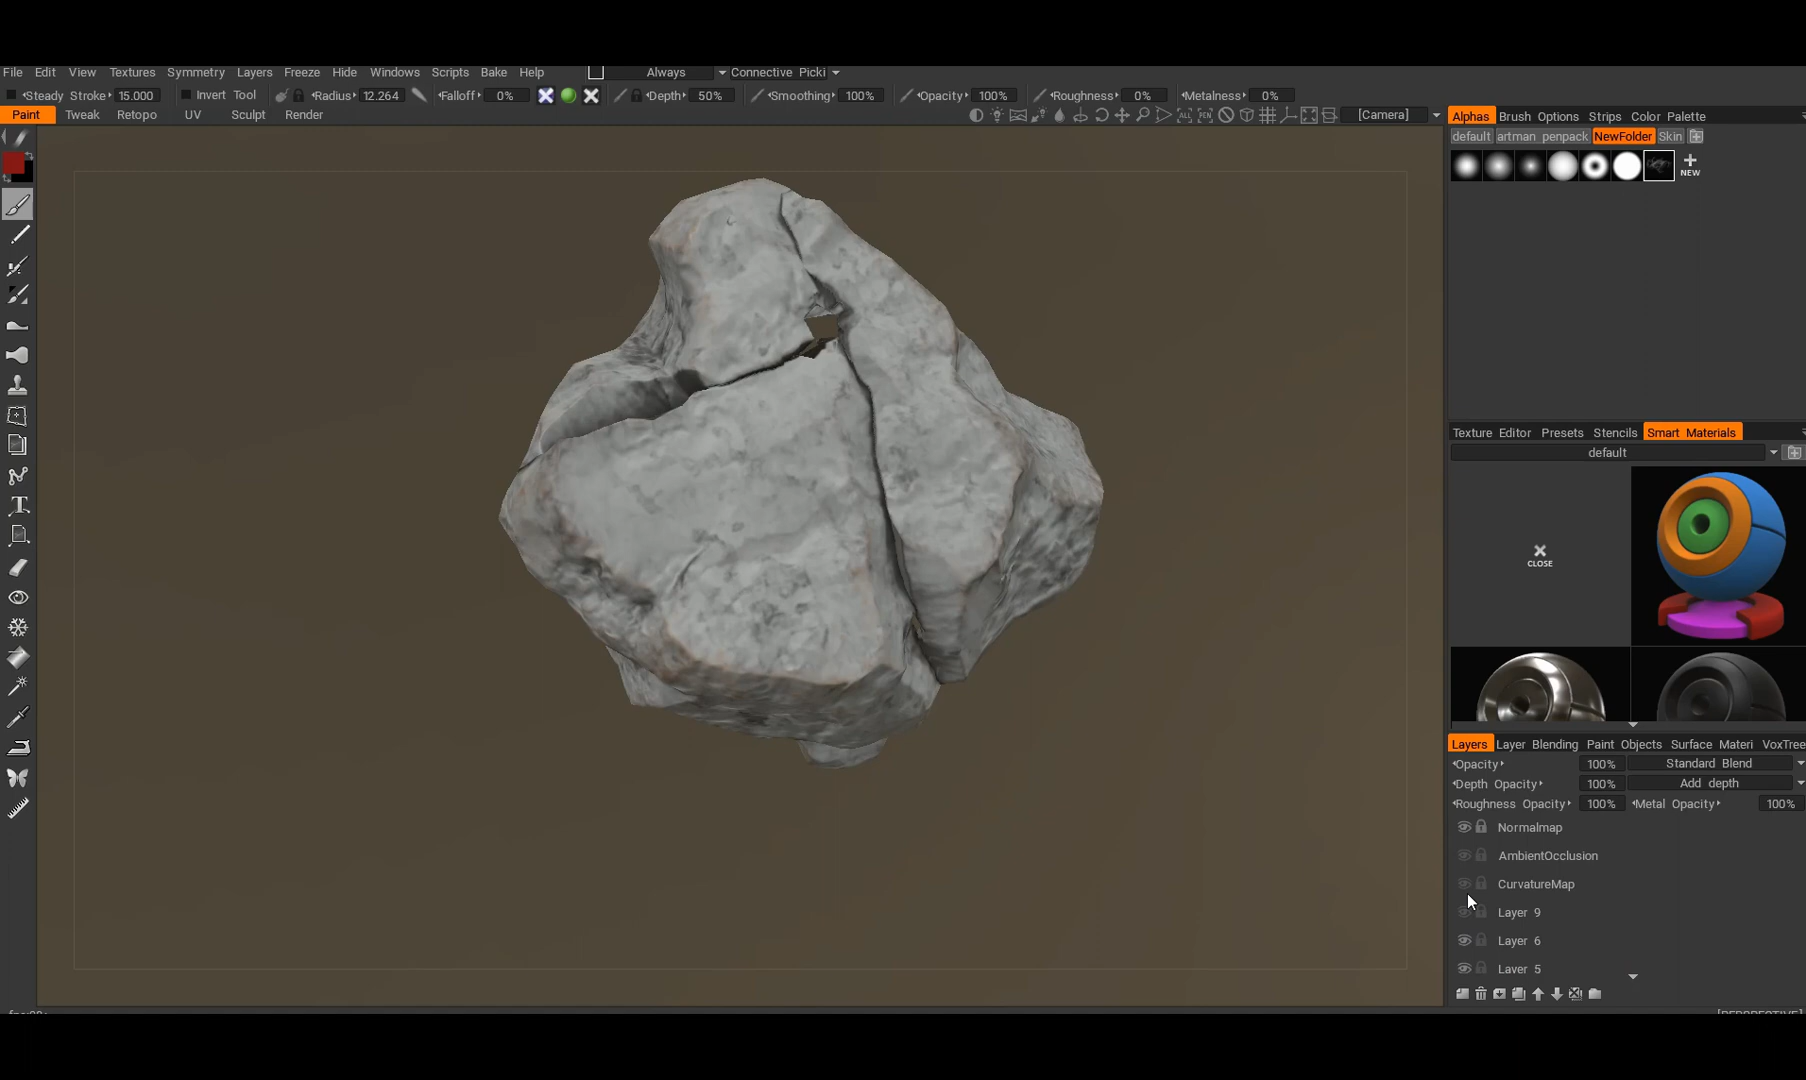 File Edit View Textures Symmetry Layers Freeze Hide Windows Scripts Bake Help Always Connective Picki
Steady Stroke 15.000 Invert Tool Radius 12.264 Falloff 0% Depth 50% Smoothing 100% Opacity 100% Roughness 0% Metalness 0%
Paint Tweak Retopo UV Sculpt Render [Camera]
Alphas Brush Options Strips Color Palette
default artman penpack NewFolder Skin
NEW
Texture Editor Presets Stencils Smart Materials
default
CLOSE
Layers Layer Blending Paint Objects Surface Materi VoxTree
Opacity 100% Standard Blend
Depth Opacity 100% Add depth
Roughness Opacity 100% Metal Opacity 100%
Normalmap
AmbientOcclusion
CurvatureMap
Layer 9
Layer 6
Layer 5